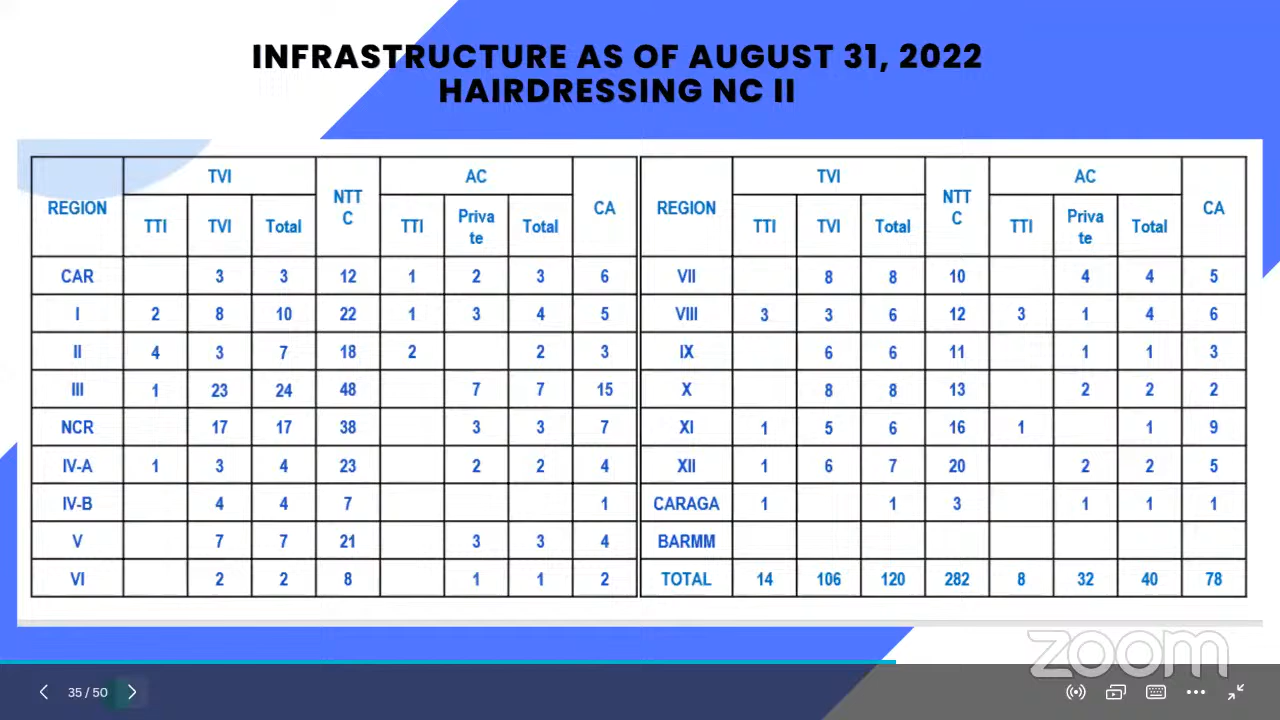 INFRASTRUCTURE AS OF AUGUST 31, 2022
HAIRDRESSING NC II
REGION TVI NTT C AC CA REGION TVI NTT C AC CA
TTI TVI Total TTI Priva te Total TTI TVI Total TTI Priva te Total
CAR 3 3 12 1 2 3 6 VII 8 8 10 4 4 5
I 2 8 10 22 1 3 4 5 VIII 3 3 6 12 3 1 4 6
II 4 3 7 18 2 2 3 IX 6 6 11 1 1 3
III 1 23 24 48 7 7 15 X 8 8 13 2 2 2
NCR 17 17 38 3 3 7 XI 1 5 6 16 1 1 9
IV-A 1 3 4 23 2 2 4 XII 1 6 7 20 2 2 5
IV-B 4 4 7 1 CARAGA 1 1 3 1 1 1
V 7 7 21 3 3 4 BARMM
VI 2 2 8 1 1 2 TOTAL 14 106 120 282 8 32 40 78
zoom
35 / 50